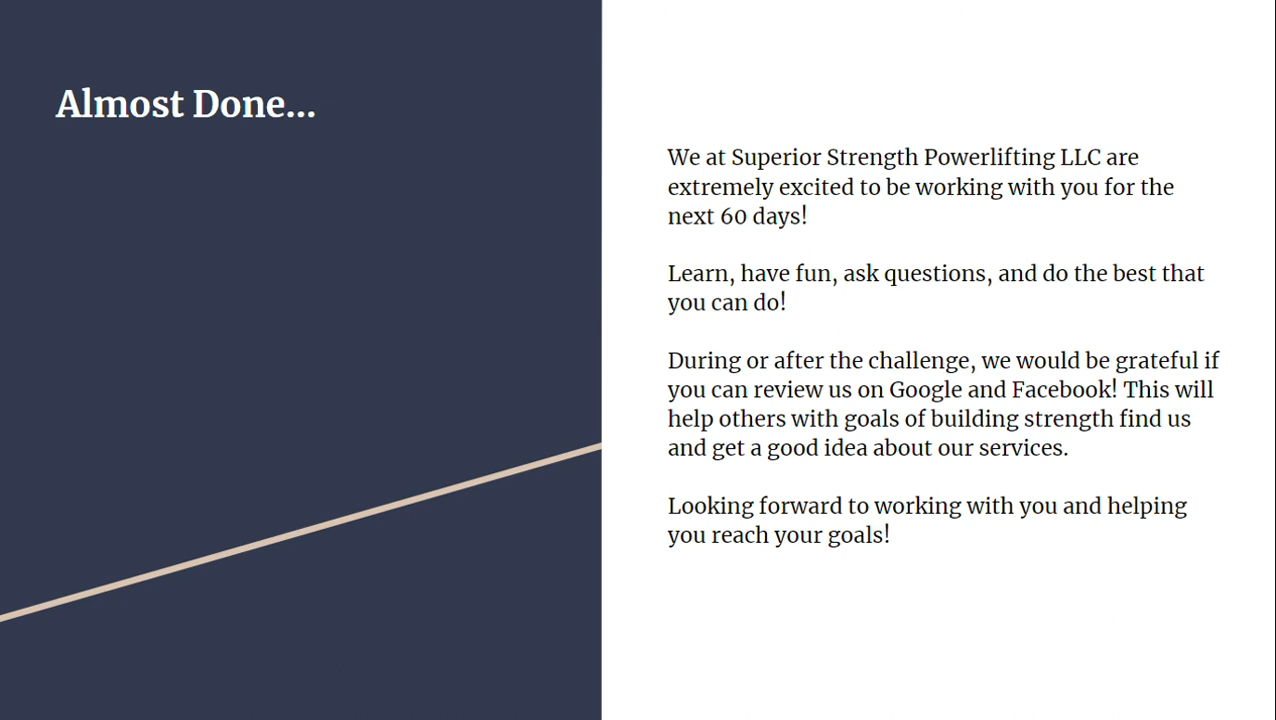 Almost Done...
We at Superior Strength Powerlifting LLC are
extremely excited to be working with you for the
next 60 days!
Learn, have fun, ask questions, and do the best that
you can do!
During or after the challenge, we would be grateful if
you can review us on Google and Facebook! This will
help others with goals of building strength find us
and get a good idea about our services.
Looking forward to working with you and helping
you reach your goals!